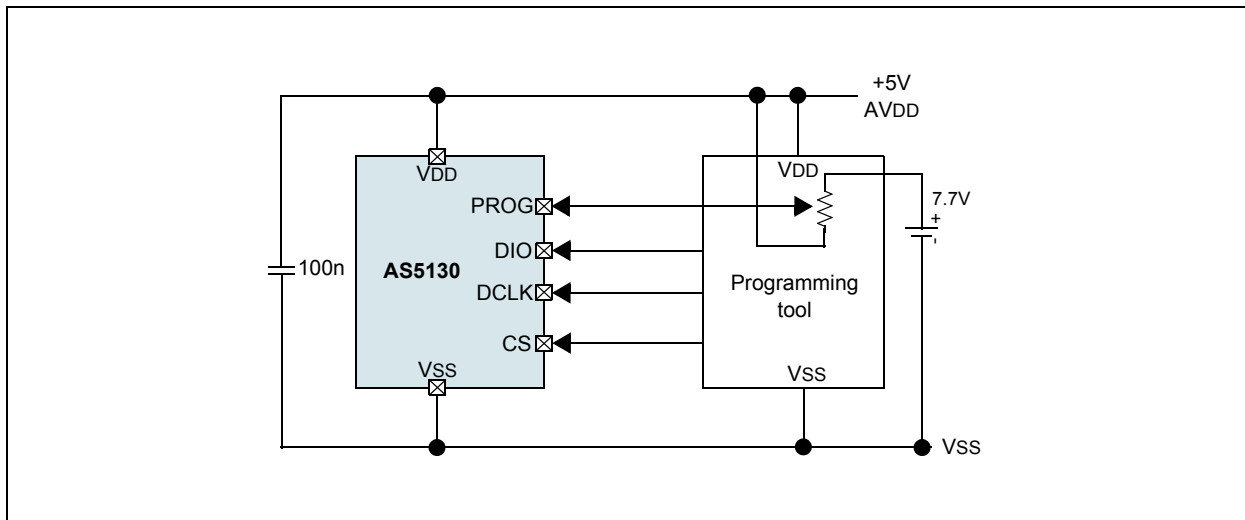 +5V
AVDD
VDD
VDD
PROG
7.7V
+
-
DIO
100n
AS5130
DCLK
Programming
tool
CS
VSS
VSS
VSS